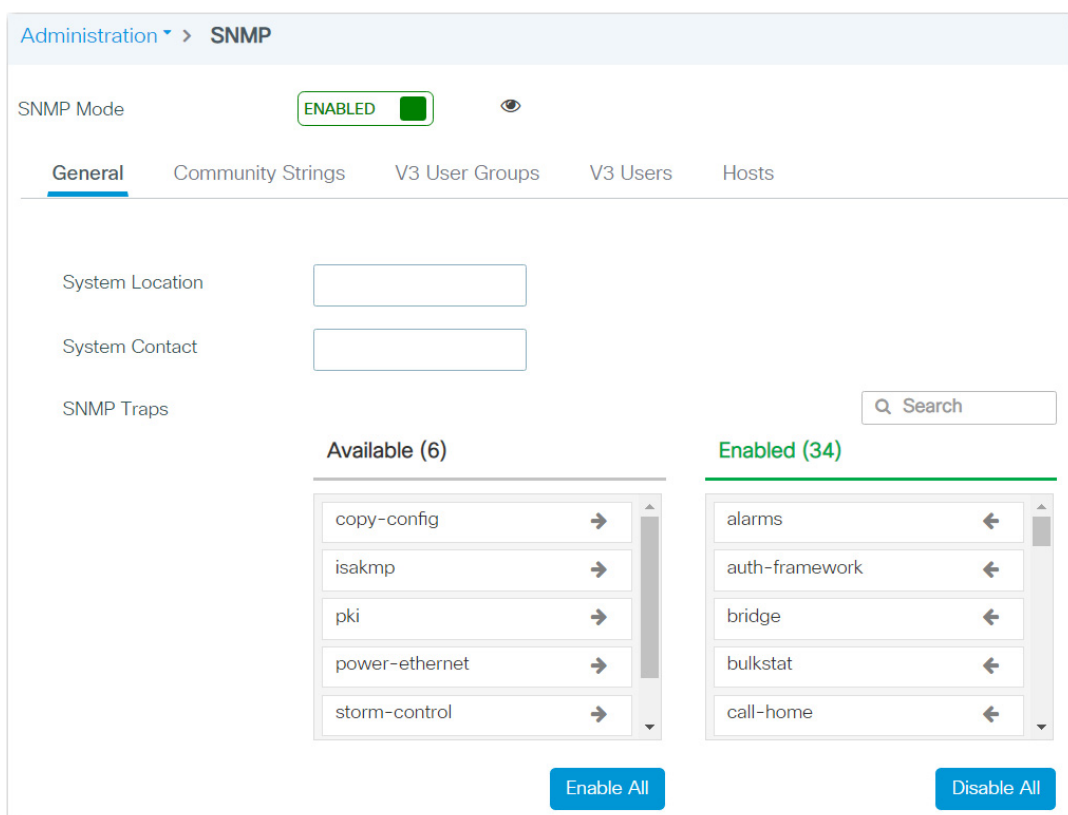 Administration > SNMP
SNMP Mode ENABLED
General Community Strings V3 User Groups V3 Users Hosts
System Location
System Contact
SNMP Traps Search
Available (6) Enabled (34)
copy-config alarms
isakmp auth-framework
pki bridge
power-ethernet bulkstat
storm-control call-home
Enable All Disable All